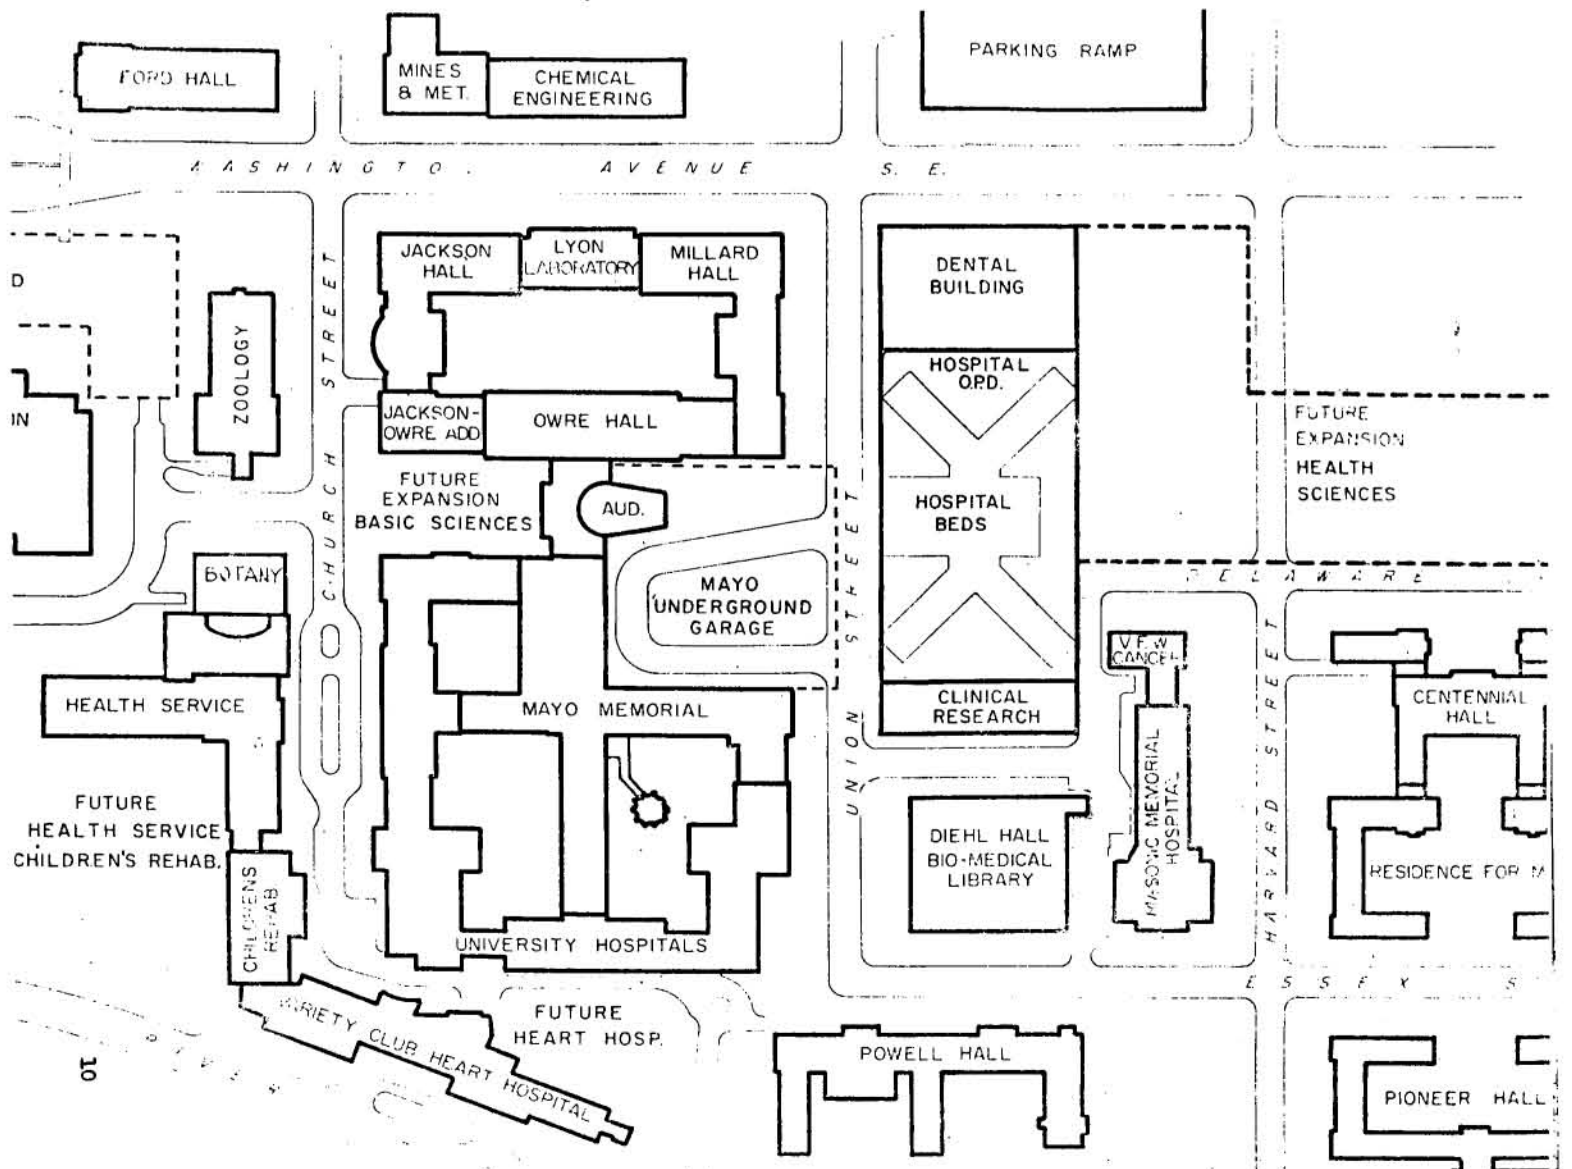 FORD HALL
MINES
& MET.
CHEMICAL
ENGINEERING
PARKING RAMP
AVENUE
S. E.
D
ZOOLOGY
STREET
CHURCH
JACKSON
HALL
LYON
LABORATORY
MILLARD
HALL
JACKSON-
OWRE ADD
OWRE HALL
DENTAL
BUILDING
HOSPITAL
O.P.D.
HOSPITAL
BEDS
CLINICAL
RESEARCH
FUTURE
EXPANSION
HEALTH
SCIENCES
IN
FUTURE
EXPANSION
BASIC SCIENCES
AUD.
MAYO
UNDERGROUND
GARAGE
STREET
UNION
DELAWARE
BOTANY
HEALTH SERVICE
MAYO MEMORIAL
V.F.W.
CANCER
MASONIC MEMORIAL
HOSPITAL
HARVARD STREET
CENTENNIAL
HALL
FUTURE
HEALTH SERVICE
CHILDREN'S REHAB.
CHILDRENS
REHAB
DIEHL HALL
BIO-MEDICAL
LIBRARY
RESIDENCE FOR M
UNIVERSITY HOSPITALS
ESSEX S
FUTURE
HEART HOSP.
VARIETY CLUB HEART HOSPITAL
POWELL HALL
PIONEER HALL
10